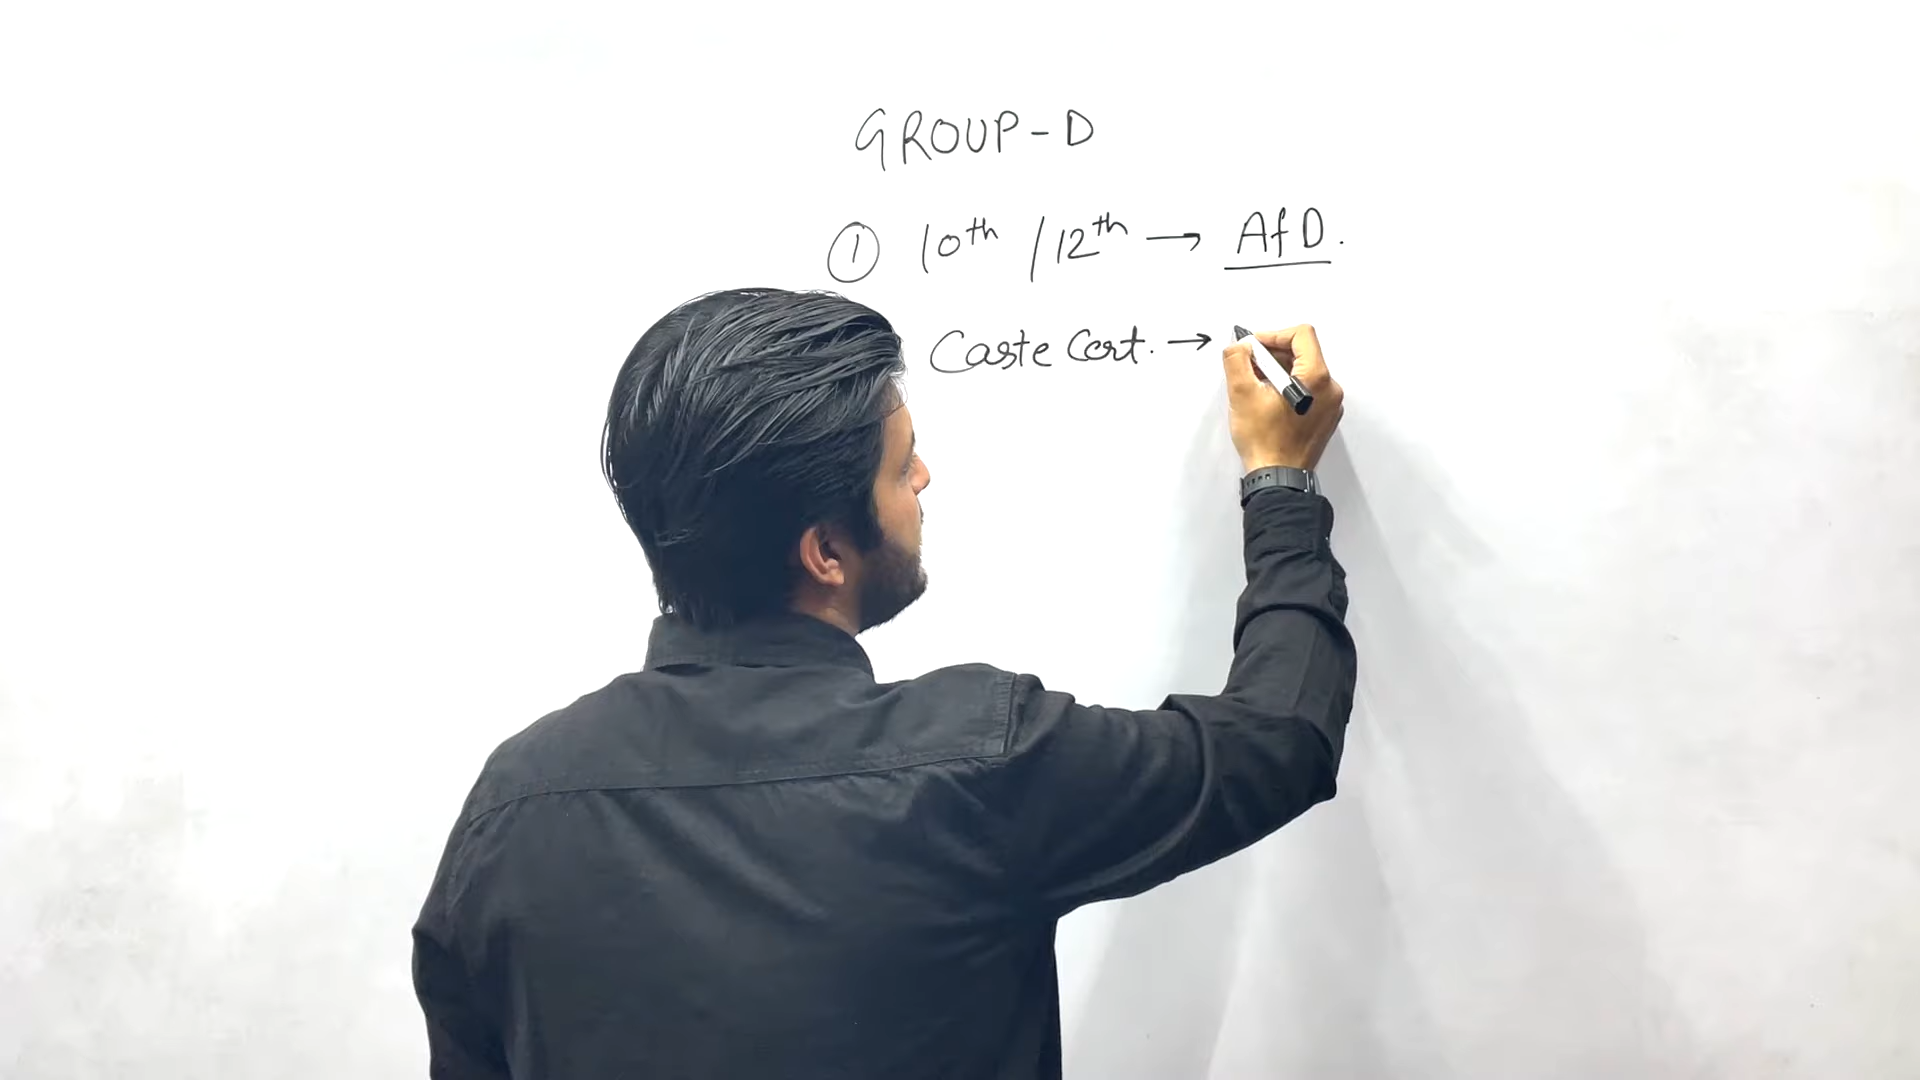 GROUP-D
① 10th / 12th → AfD.
Caste Cert. →